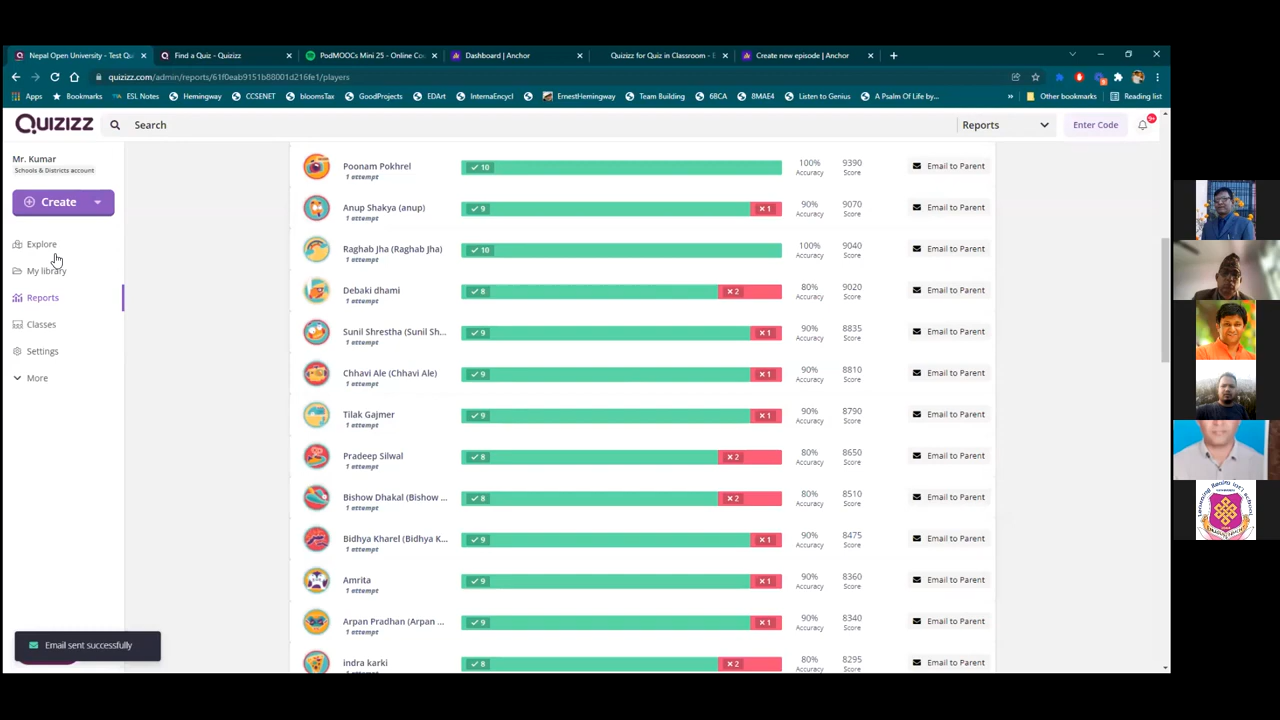 Nepal Open University - Test Qu
Find a Quiz - Quizizz
PodMOOCs Mini 25 - Online Co
Dashboard | Anchor
Quizizz for Quiz in Classroom - E
Create new episode | Anchor
quizizz.com/admin/reports/61f0eab9151b88001d216fe1/players
Apps
Bookmarks
ESL Notes
Hemingway
CCSENET
bloomsTax
GoodProjects
EDArt
InternaEncycl
ErnestHemingway
Team Building
6BCA
8MAE4
Listen to Genius
A Psalm Of Life by...
»
Other bookmarks
Reading list
QUIZIZZ
Search
Reports
Enter Code
9+
Mr. Kumar
Schools & Districts account
Create
Explore
My library
Reports
Classes
Settings
More
Poonam Pokhrel
1 attempt
10
100%
Accuracy
9390
Score
Email to Parent
Anup Shakya (anup)
1 attempt
9
1
90%
Accuracy
9070
Score
Email to Parent
Raghab Jha (Raghab Jha)
1 attempt
10
100%
Accuracy
9040
Score
Email to Parent
Debaki dhami
1 attempt
8
2
80%
Accuracy
9020
Score
Email to Parent
Sunil Shrestha (Sunil Sh...
1 attempt
9
1
90%
Accuracy
8835
Score
Email to Parent
Chhavi Ale (Chhavi Ale)
1 attempt
9
1
90%
Accuracy
8810
Score
Email to Parent
Tilak Gajmer
1 attempt
9
1
90%
Accuracy
8790
Score
Email to Parent
Pradeep Silwal
1 attempt
8
2
80%
Accuracy
8650
Score
Email to Parent
Bishow Dhakal (Bishow ...
1 attempt
8
2
80%
Accuracy
8510
Score
Email to Parent
Bidhya Kharel (Bidhya K...
1 attempt
9
1
90%
Accuracy
8475
Score
Email to Parent
Amrita
1 attempt
9
1
90%
Accuracy
8360
Score
Email to Parent
Arpan Pradhan (Arpan ...
1 attempt
9
1
90%
Accuracy
8340
Score
Email to Parent
indra karki
8
2
80%
Accuracy
8295
Score
Email to Parent
Email sent successfully